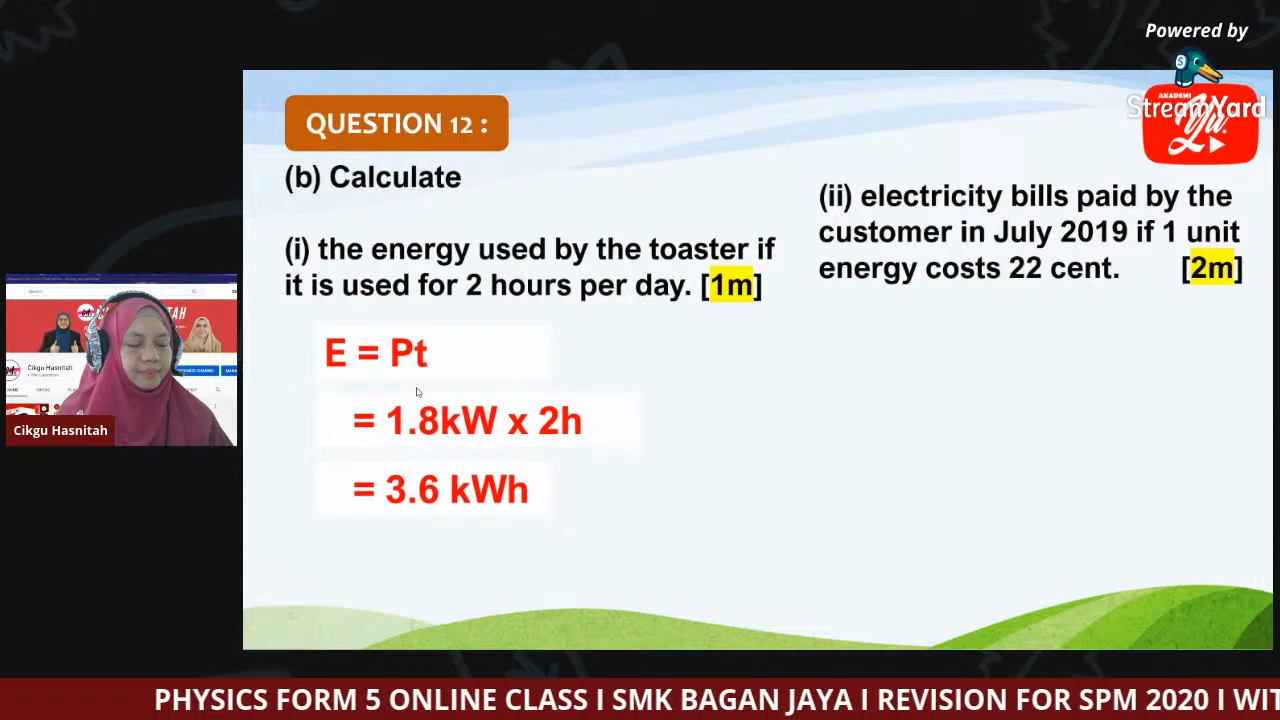 Powered by
StreamYard
AKADEMI
QUESTION 12 :
(b) Calculate
(i) the energy used by the toaster if
it is used for 2 hours per day. [1m]
E = Pt
= 1.8kW x 2h
= 3.6 kWh
(ii) electricity bills paid by the
customer in July 2019 if 1 unit
energy costs 22 cent. [2m]
Cikgu Hasnitah
Cikgu Hasnitah
PHYSICS FORM 5 ONLINE CLASS I SMK BAGAN JAYA I REVISION FOR SPM 2020 I WIT